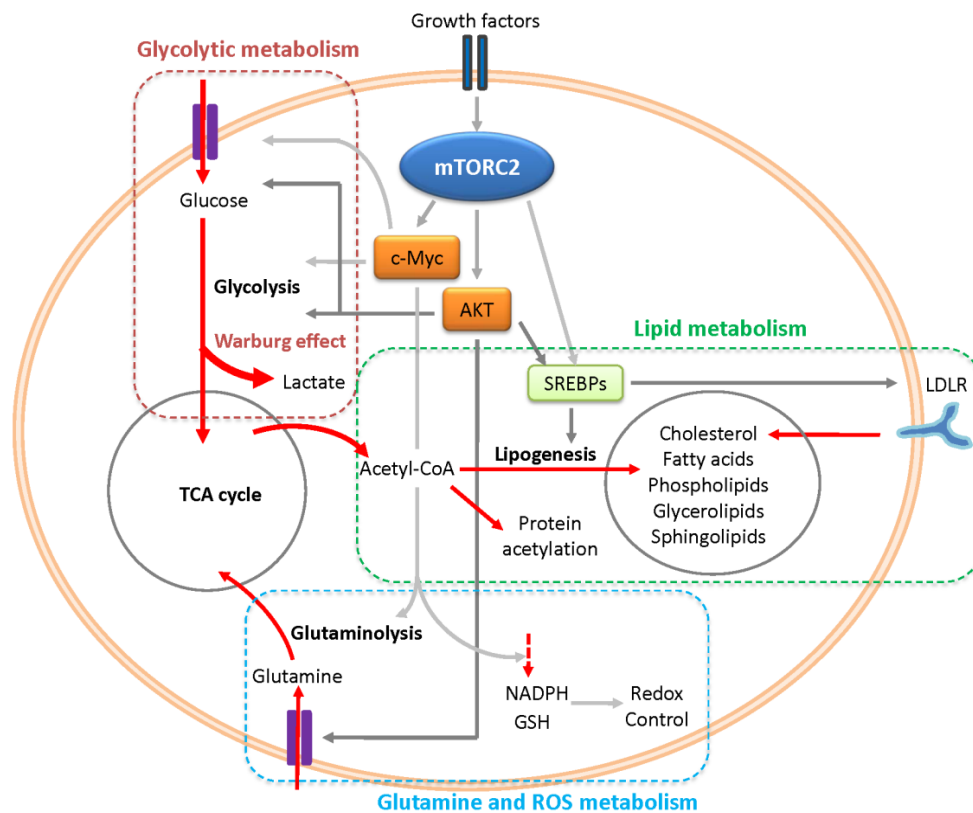 Growth factors
Glycolytic metabolism
mTORC2
Glucose
c-Myc
Glycolysis
AKT
Warburg effect
Lipid metabolism
Lactate
SREBPs
LDLR
Cholesterol
Lipogenesis
Fatty acids
Acetyl-CoA
TCA cycle
Phospholipids
Glycerolipids
Sphingolipids
Protein
acetylation
Glutaminolysis
Glutamine
NADPH
GSH
Redox
Control
Glutamine and ROS metabolism